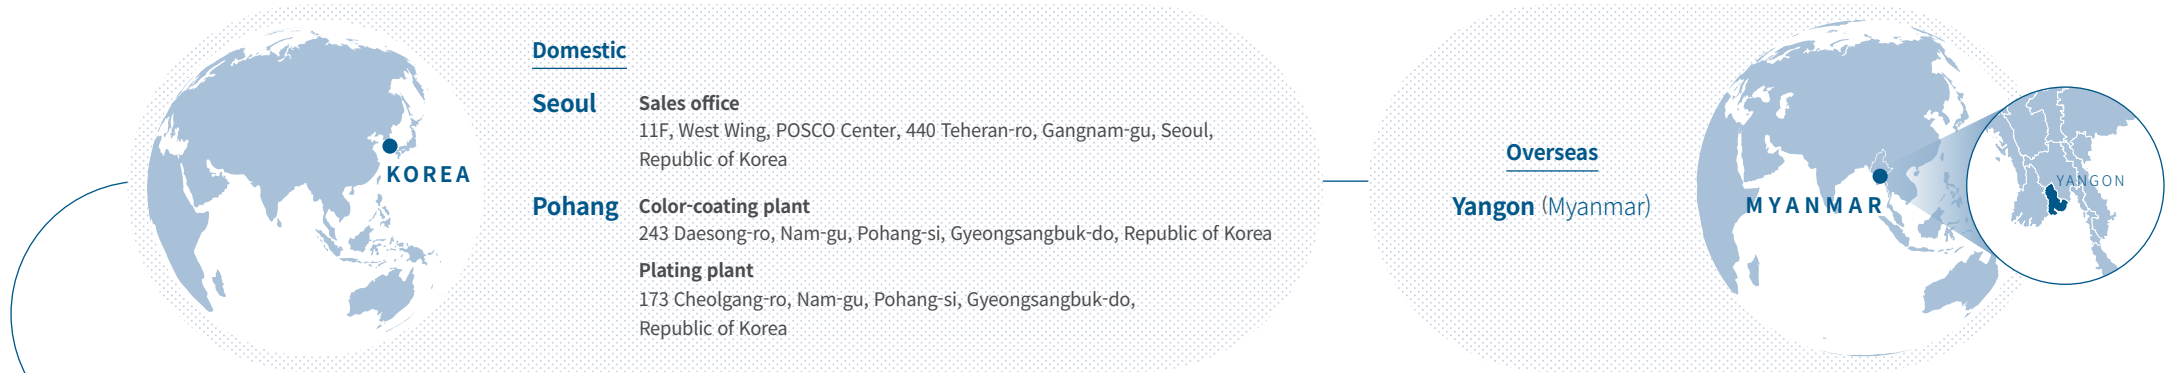 KOREA
Domestic
Seoul
Sales office
11F, West Wing, POSCO Center, 440 Teheran-ro, Gangnam-gu, Seoul,
Republic of Korea
Pohang
Color-coating plant
243 Daesong-ro, Nam-gu, Pohang-si, Gyeongsangbuk-do, Republic of Korea
Plating plant
173 Cheolgang-ro, Nam-gu, Pohang-si, Gyeongsangbuk-do,
Republic of Korea
Overseas
Yangon (Myanmar)
MYANMAR
YANGON